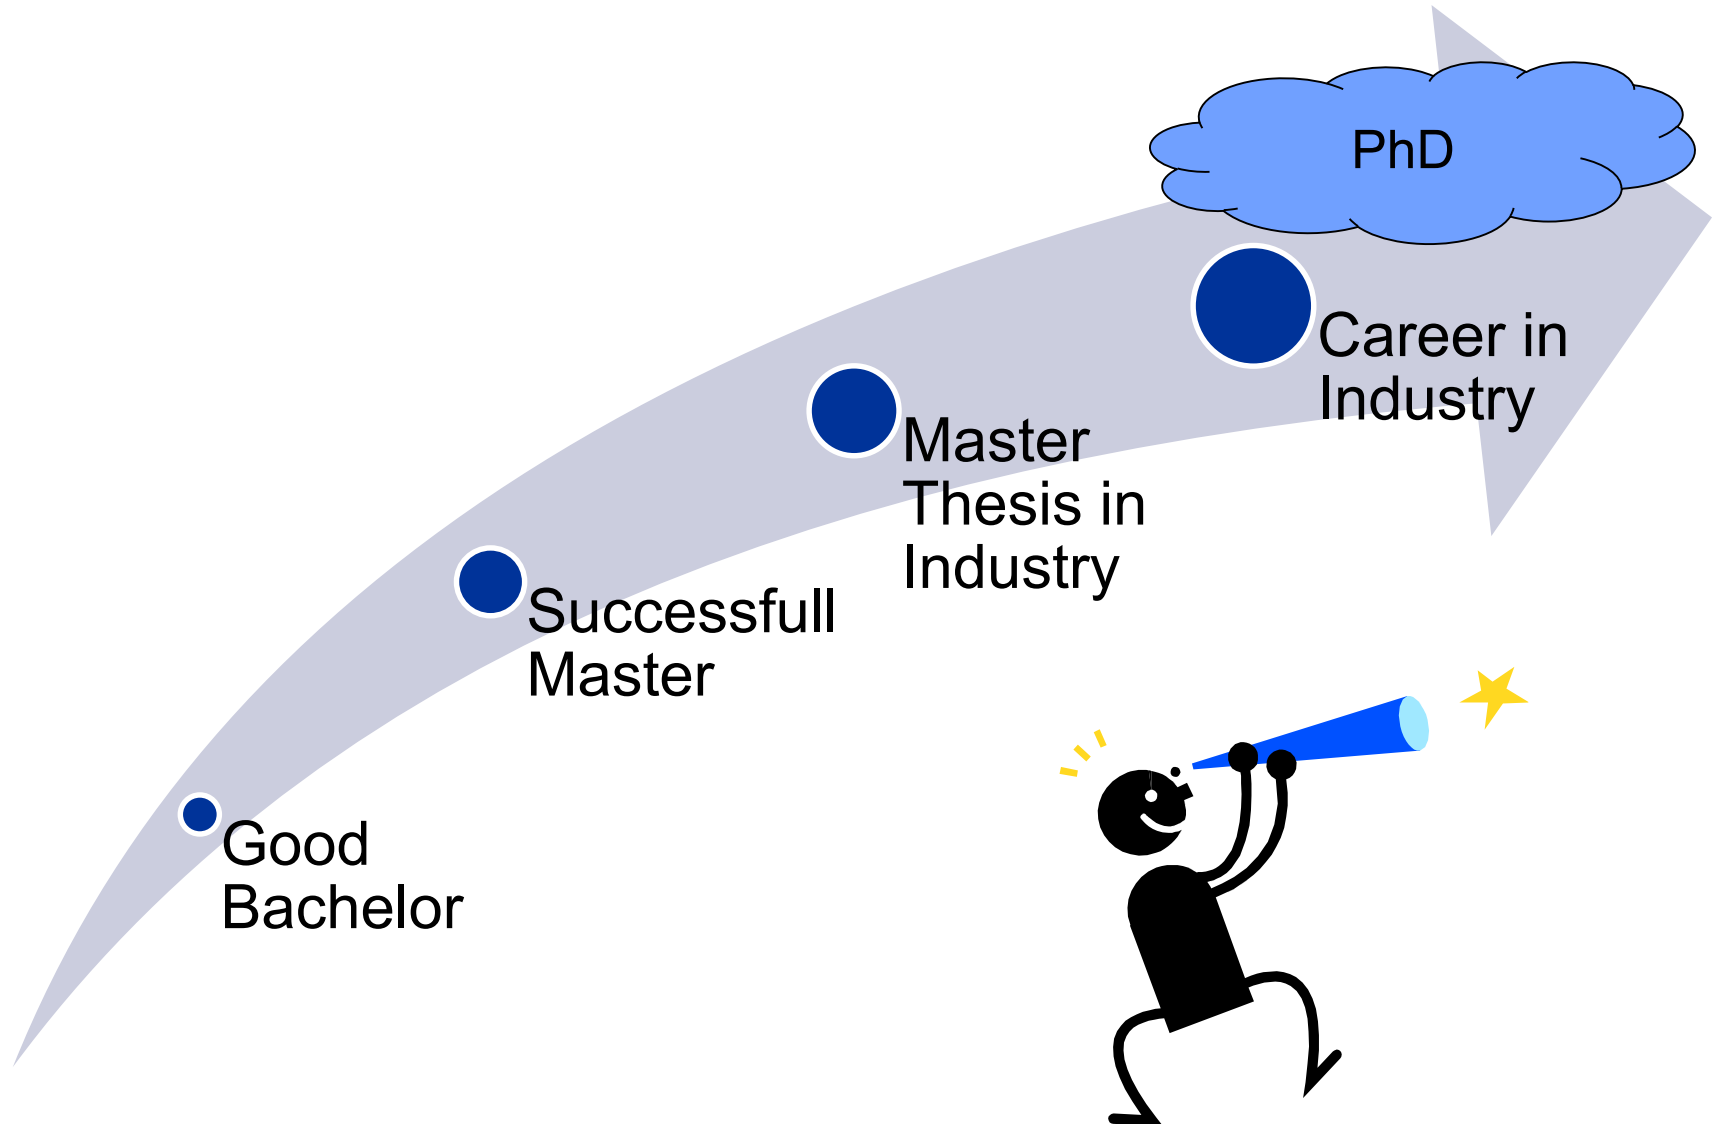 PhD
Career in
Industry
Master
Thesis in
Industry
Successfull
Master
Good
Bachelor